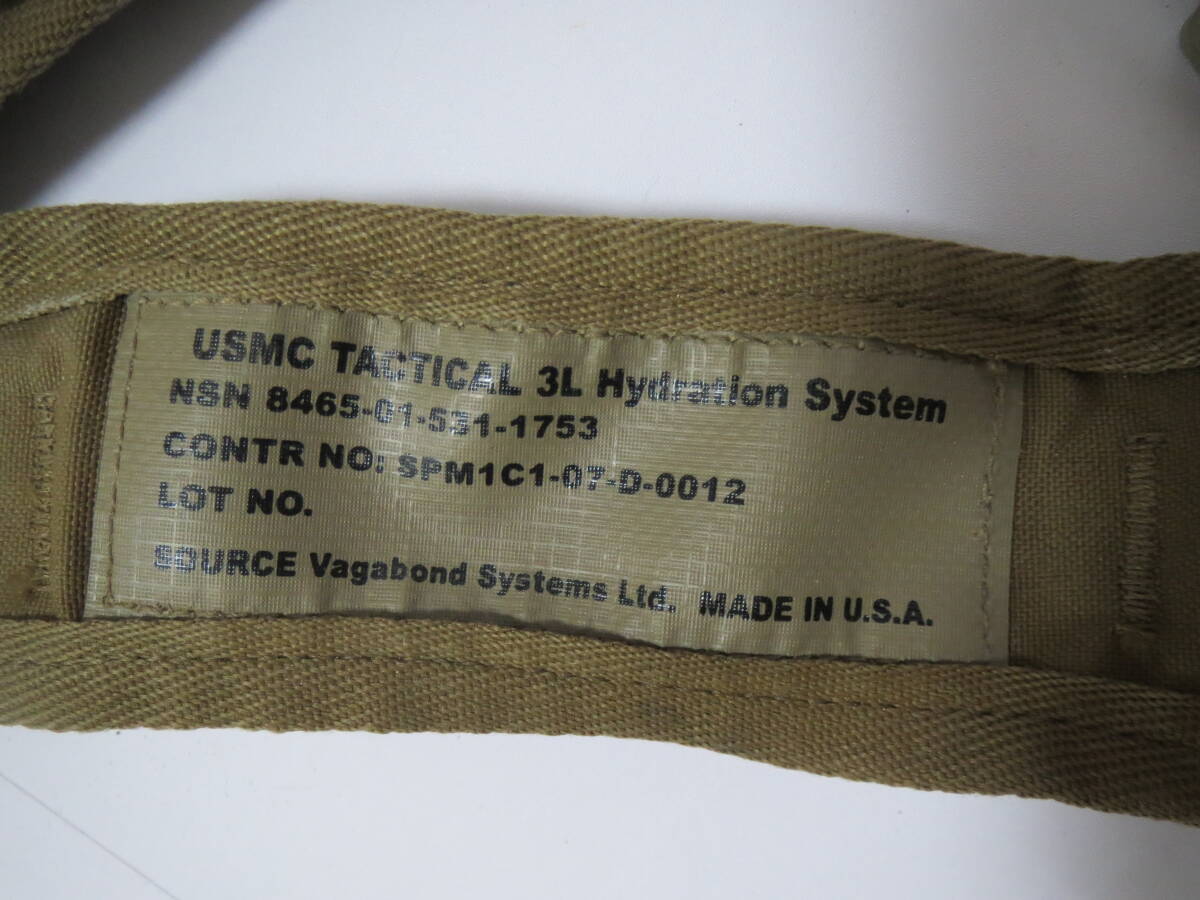 USMC TACTICAL 3L Hydration System
NSN 8465-01-531-1753
CONTR NO: SPM1C1-07-D-0012
LOT NO.
SOURCE Vagabond Systems Ltd. MADE IN U.S.A.